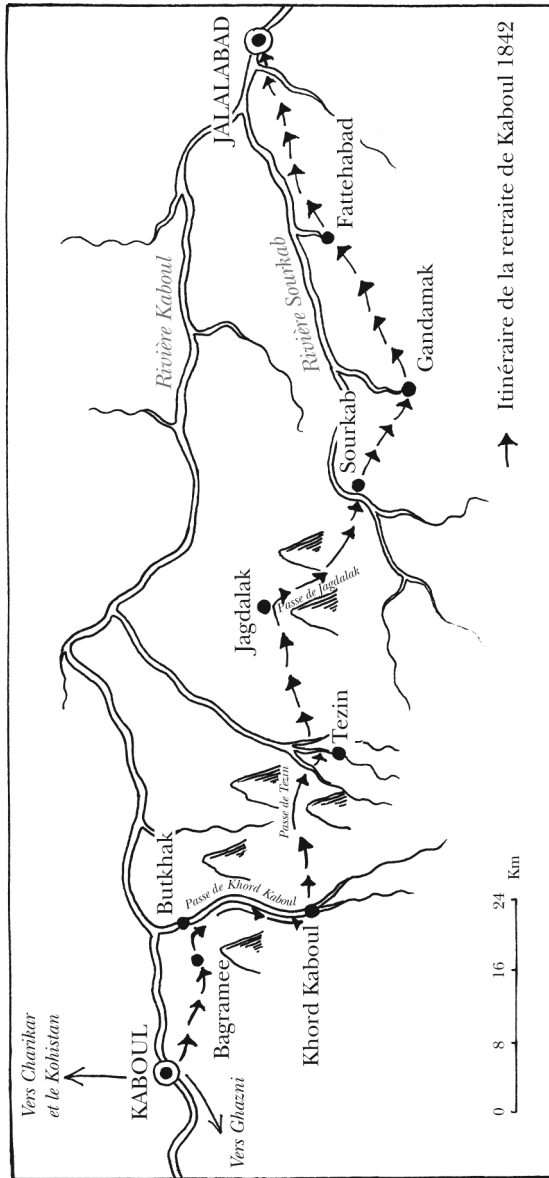 Vers Charikar
et le Kohistan
KABOUL
Vers Ghazni
Bagramee
Butkhak
Passe de Khord Kaboul
Khord Kaboul
Passe de Tezin
Tezin
Jagdalak
Passe de Jagdalak
Sourkab
Gandamak
Fattehabad
JALALABAD
Rivière Kaboul
Rivière Sourkab
0 8 16 24
Km
Itinéraire de la retraite de Kaboul 1842